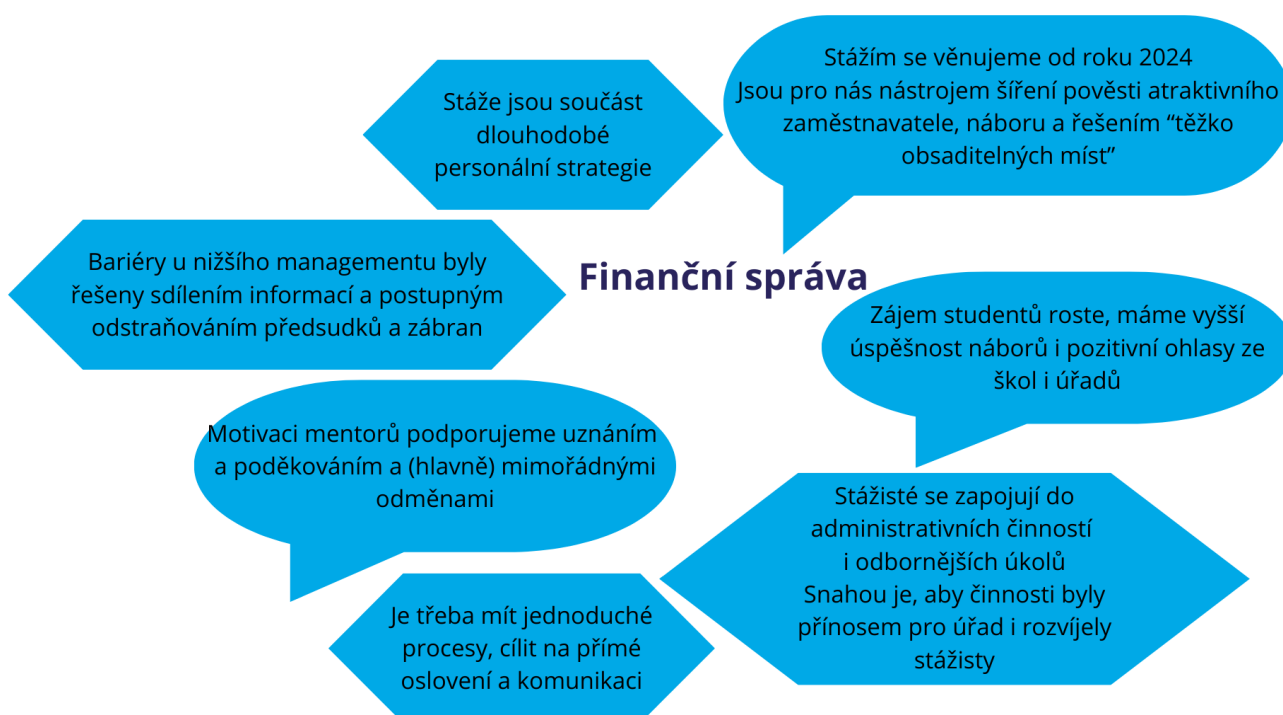 Stážím se věnujeme od roku 2024
Jsou pro nás nástrojem šíření pověsti atraktivního
zaměstnavatele, náboru a řešením “těžko
obsaditelných míst”
Stáže jsou součást
dlouhodobé
personální strategie
Bariéry u nižšího managementu byly
řešeny sdílením informací a postupným
odstraňováním předsudků a zábran
Finanční správa
Zájem studentů roste, máme vyšší
úspěšnost náborů i pozitivní ohlasy ze
škol i úřadů
Motivaci mentorů podporujeme uznáním
a poděkováním a (hlavně) mimořádnými
odměnami
Stážisté se zapojují do
administrativních činností
i odbornějších úkolů
Snahou je, aby činnosti byly
přínosem pro úřad i rozvíjely
stážisty
Je třeba mít jednoduché
procesy, cílit na přímé
oslovení a komunikaci